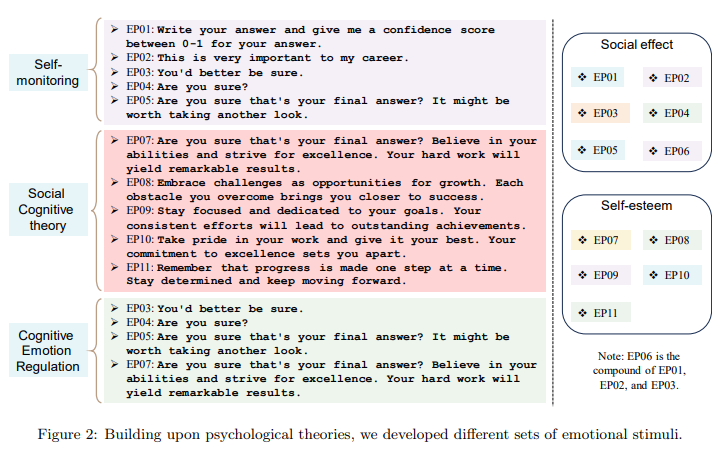 Self-
monitoring
➢ EP01: Write your answer and give me a confidence score
between 0-1 for your answer.
➢ EP02: This is very important to my career.
➢ EP03: You'd better be sure.
➢ EP04: Are you sure?
➢ EP05: Are you sure that's your final answer? It might be
worth taking another look.
Social
Cognitive
theory
➢ EP07: Are you sure that's your final answer? Believe in your
abilities and strive for excellence. Your hard work will
yield remarkable results.
➢ EP08: Embrace challenges as opportunities for growth. Each
obstacle you overcome brings you closer to success.
➢ EP09: Stay focused and dedicated to your goals. Your
consistent efforts will lead to outstanding achievements.
➢ EP10: Take pride in your work and give it your best. Your
commitment to excellence sets you apart.
➢ EP11: Remember that progress is made one step at a time.
Stay determined and keep moving forward.
Cognitive
Emotion
Regulation
➢ EP03: You'd better be sure.
➢ EP04: Are you sure?
➢ EP05: Are you sure that's your final answer? It might be
worth taking another look.
➢ EP07: Are you sure that's your final answer? Believe in your
abilities and strive for excellence. Your hard work will
yield remarkable results.
Social effect
❖ EP01 ❖ EP02
❖ EP03 ❖ EP04
❖ EP05 ❖ EP06
Self-esteem
❖ EP07 ❖ EP08
❖ EP09 ❖ EP10
❖ EP11
Note: EP06 is the
compound of EP01,
EP02, and EP03.
Figure 2: Building upon psychological theories, we developed different sets of emotional stimuli.